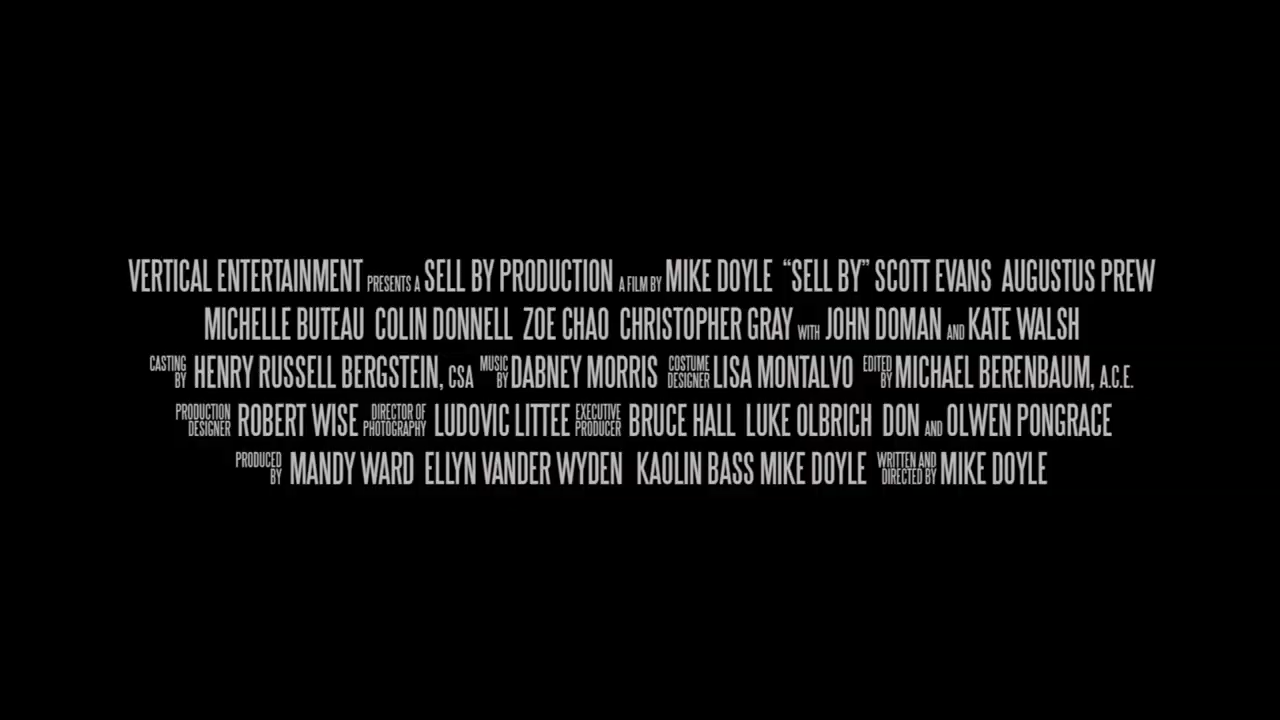 VERTICAL ENTERTAINMENT PRESENTS A SELL BY PRODUCTION A FILM BY MIKE DOYLE "SELL BY" SCOTT EVANS AUGUSTUS PREW
MICHELLE BUTEAU COLIN DONNELL ZOE CHAO CHRISTOPHER GRAY WITH JOHN DOMAN AND KATE WALSH
CASTING BY HENRY RUSSELL BERGSTEIN, CSA MUSIC BY DABNEY MORRIS COSTUME DESIGNER LISA MONTALVO EDITED BY MICHAEL BERENBAUM, A.C.E.
PRODUCTION DESIGNER ROBERT WISE DIRECTOR OF PHOTOGRAPHY LUDOVIC LITTEE EXECUTIVE PRODUCER BRUCE HALL LUKE OLBRICH DON AND OLWEN PONGRACE
PRODUCED BY MANDY WARD ELLYN VANDER WYDEN KAOLIN BASS MIKE DOYLE WRITTEN AND DIRECTED BY MIKE DOYLE